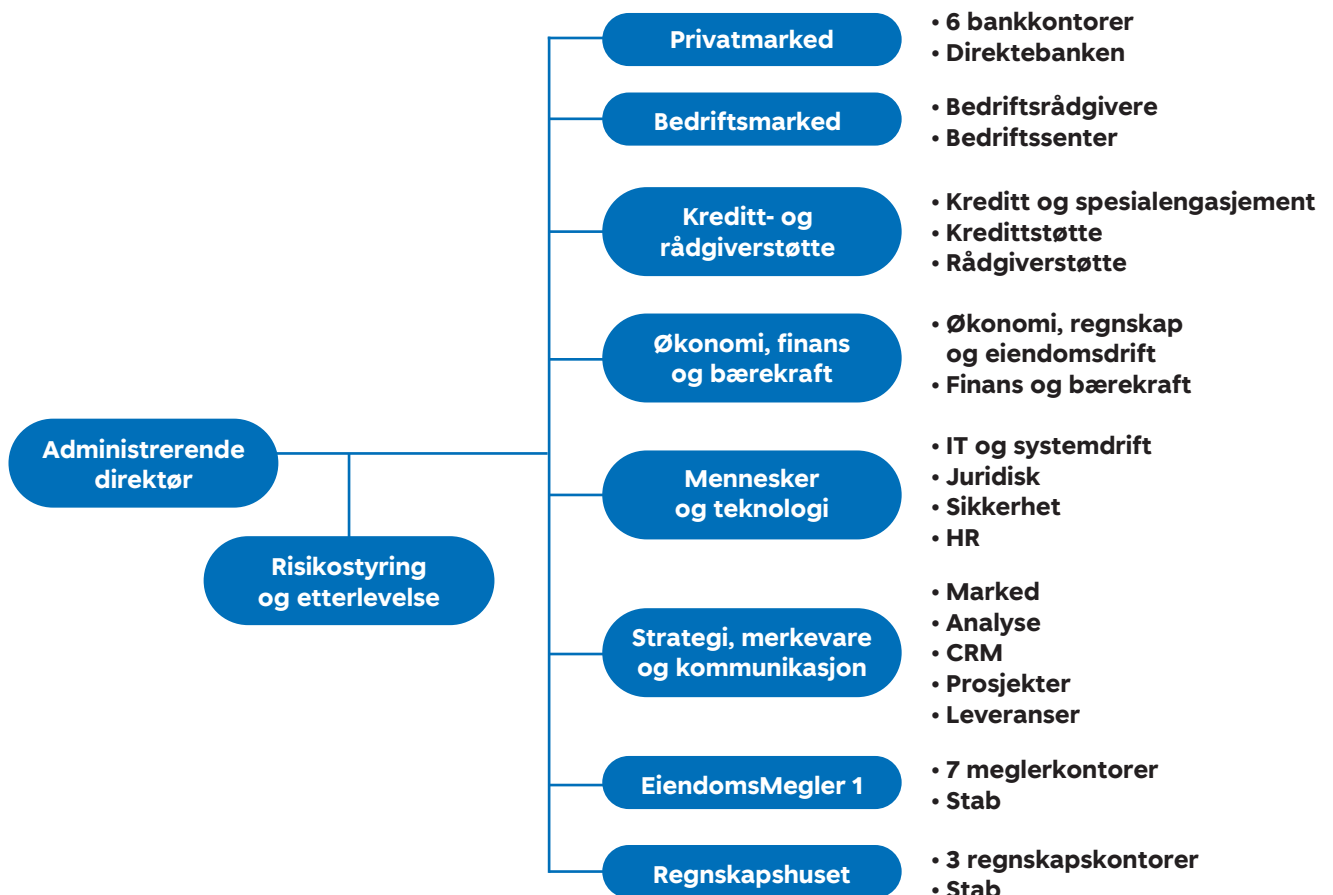 Privatmarked
• 6 bankkontorer
• Direktebanken
Bedriftsmarked
• Bedriftsrådgivere
• Bedriftssenter
Kreditt- og
rådgiverstøtte
• Kreditt og spesialengasjement
• Kredittstøtte
• Rådgiverstøtte
Økonomi, finans
og bærekraft
• Økonomi, regnskap
og eiendomsdrift
• Finans og bærekraft
Administrerende
direktør
Risikostyring
og etterlevelse
Mennesker
og teknologi
• IT og systemdrift
• Juridisk
• Sikkerhet
• HR
Strategi, merkevare
og kommunikasjon
• Marked
• Analyse
• CRM
• Prosjekter
• Leveranser
EiendomsMegler 1
• 7 meglerkontorer
• Stab
Regnskapshuset
• 3 regnskapskontorer
• Stab